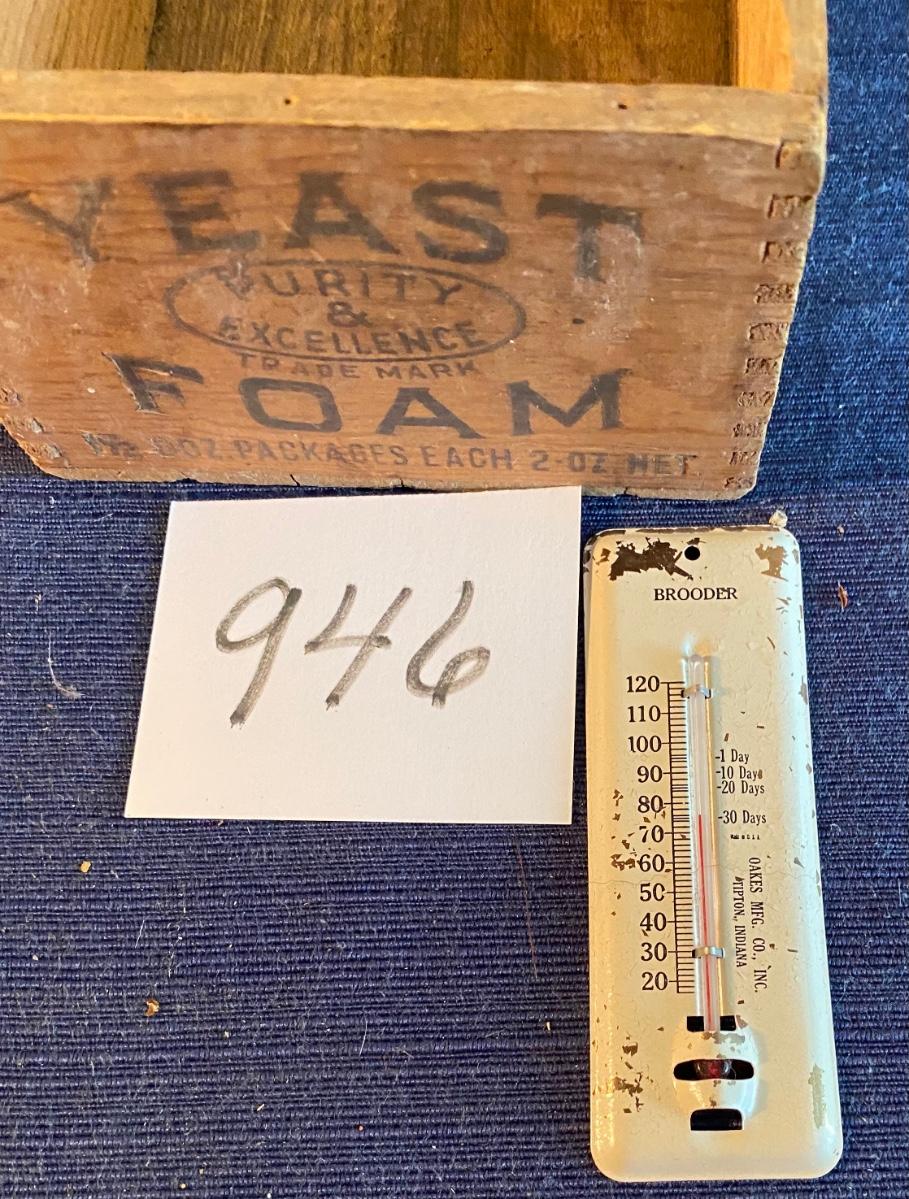 YEAST
PURITY
&
EXCELLENCE
TRADE MARK
FOAM
DOZ. PACKAGES EACH 2-OZ. NET
946
BROODER
120
110
100
-1 Day
90
-10 Days
-20 Days
80
-30 Days
70
60
50
40
30
20
OAKES MFG. CO., INC.
TIPTON, INDIANA